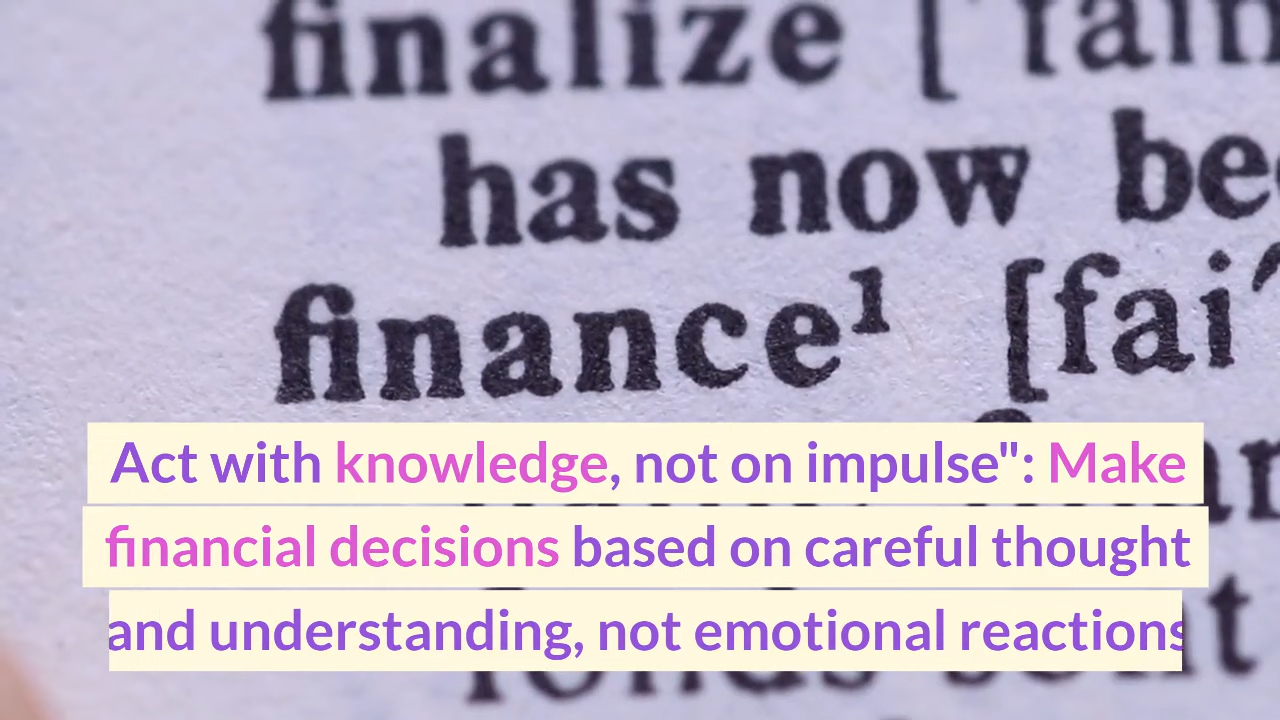 finalize
has now
finance¹ [fai
Act with knowledge, not on impulse": Make
financial decisions based on careful thought
and understanding, not emotional reactions